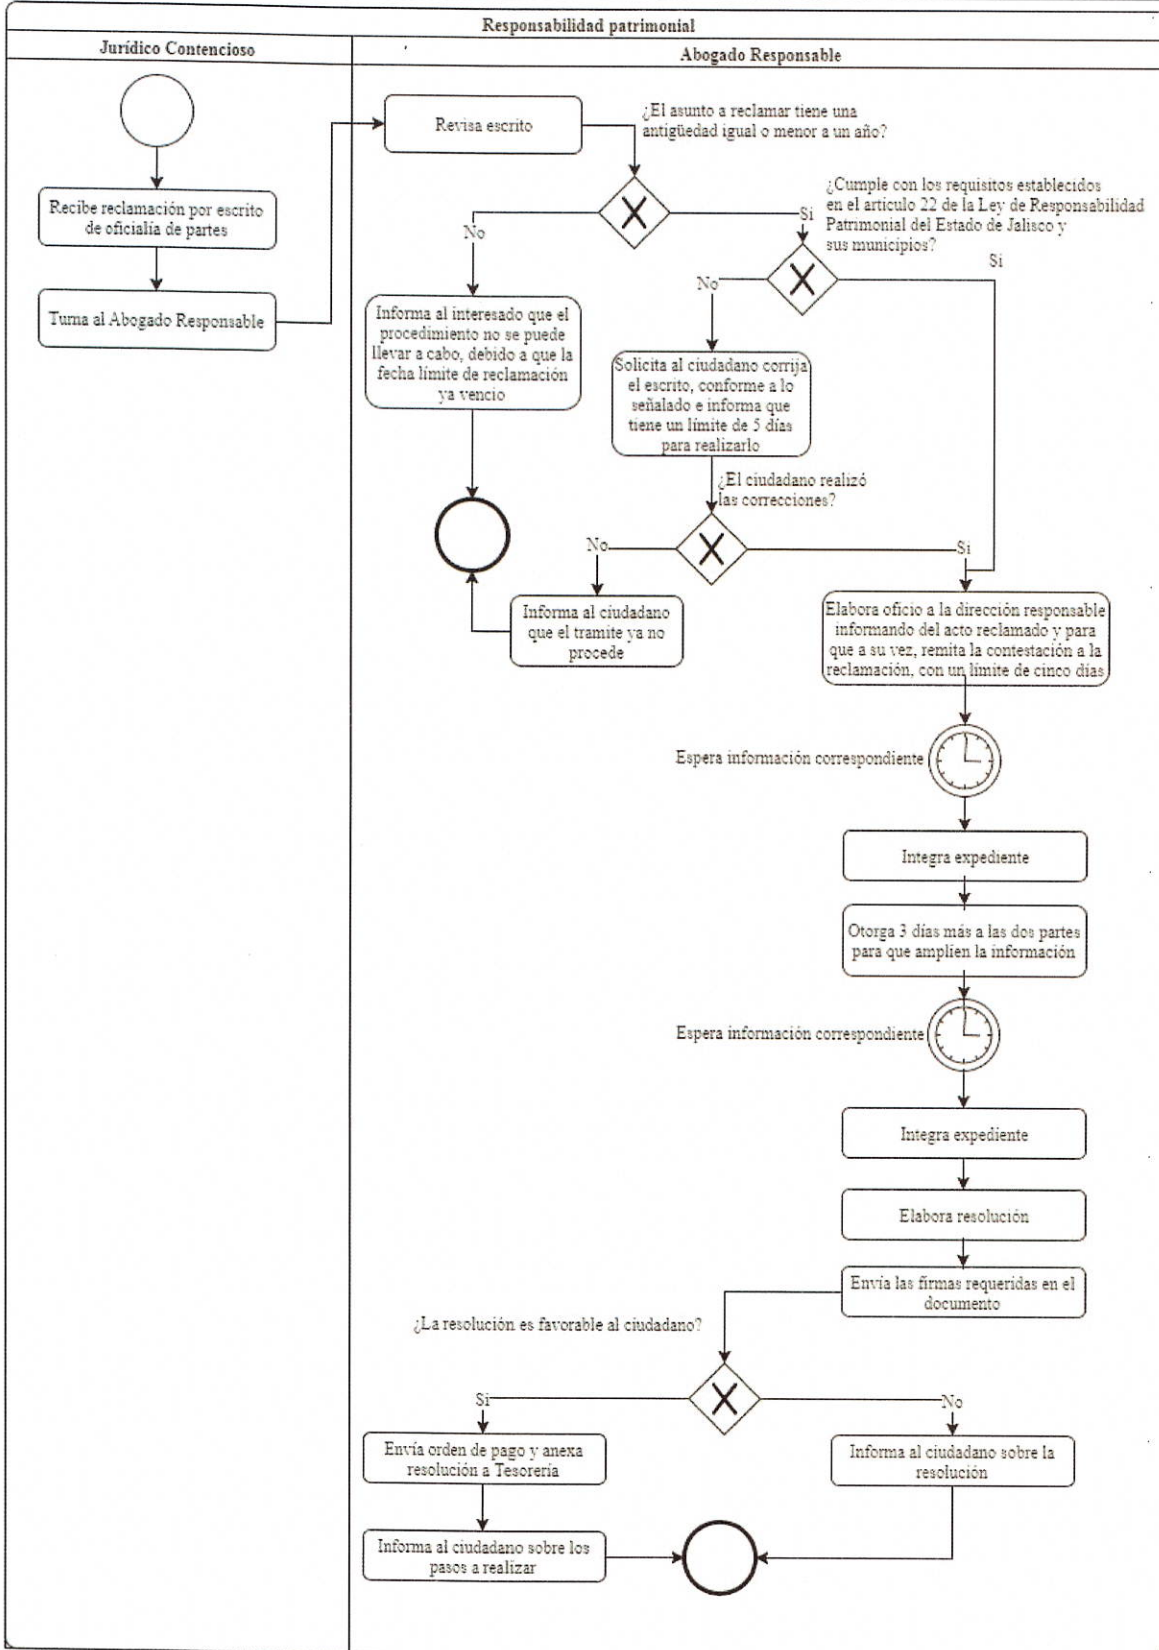 Responsabilidad patrimonial
Jurídico Contencioso
Abogado Responsable
Recibe reclamación por escrito
de oficialía de partes
Turna al Abogado Responsable
Revisa escrito
¿El asunto a reclamar tiene una
antigüedad igual o menor a un año?
No
Si
¿Cumple con los requisitos establecidos
en el articulo 22 de la Ley de Responsabilidad
Patrimonial del Estado de Jalisco y
sus municipios?
No
Si
Informa al interesado que el
procedimiento no se puede
llevar a cabo, debido a que la
fecha límite de reclamación
ya vencio
Solicita al ciudadano corrija
el escrito, conforme a lo
señalado e informa que
tiene un límite de 5 días
para realizarlo
¿El ciudadano realizó
las correcciones?
No
Si
Informa al ciudadano
que el tramite ya no
procede
Elabora oficio a la dirección responsable
informando del acto reclamado y para
que a su vez, remita la contestación a la
reclamación, con un límite de cinco días
Espera información correspondiente
Integra expediente
Otorga 3 días más a las dos partes
para que amplien la información
Espera información correspondiente
Integra expediente
Elabora resolución
Envía las firmas requeridas en el
documento
¿La resolución es favorable al ciudadano?
Si
No
Envía orden de pago y anexa
resolución a Tesorería
Informa al ciudadano sobre la
resolución
Informa al ciudadano sobre los
pasos a realizar